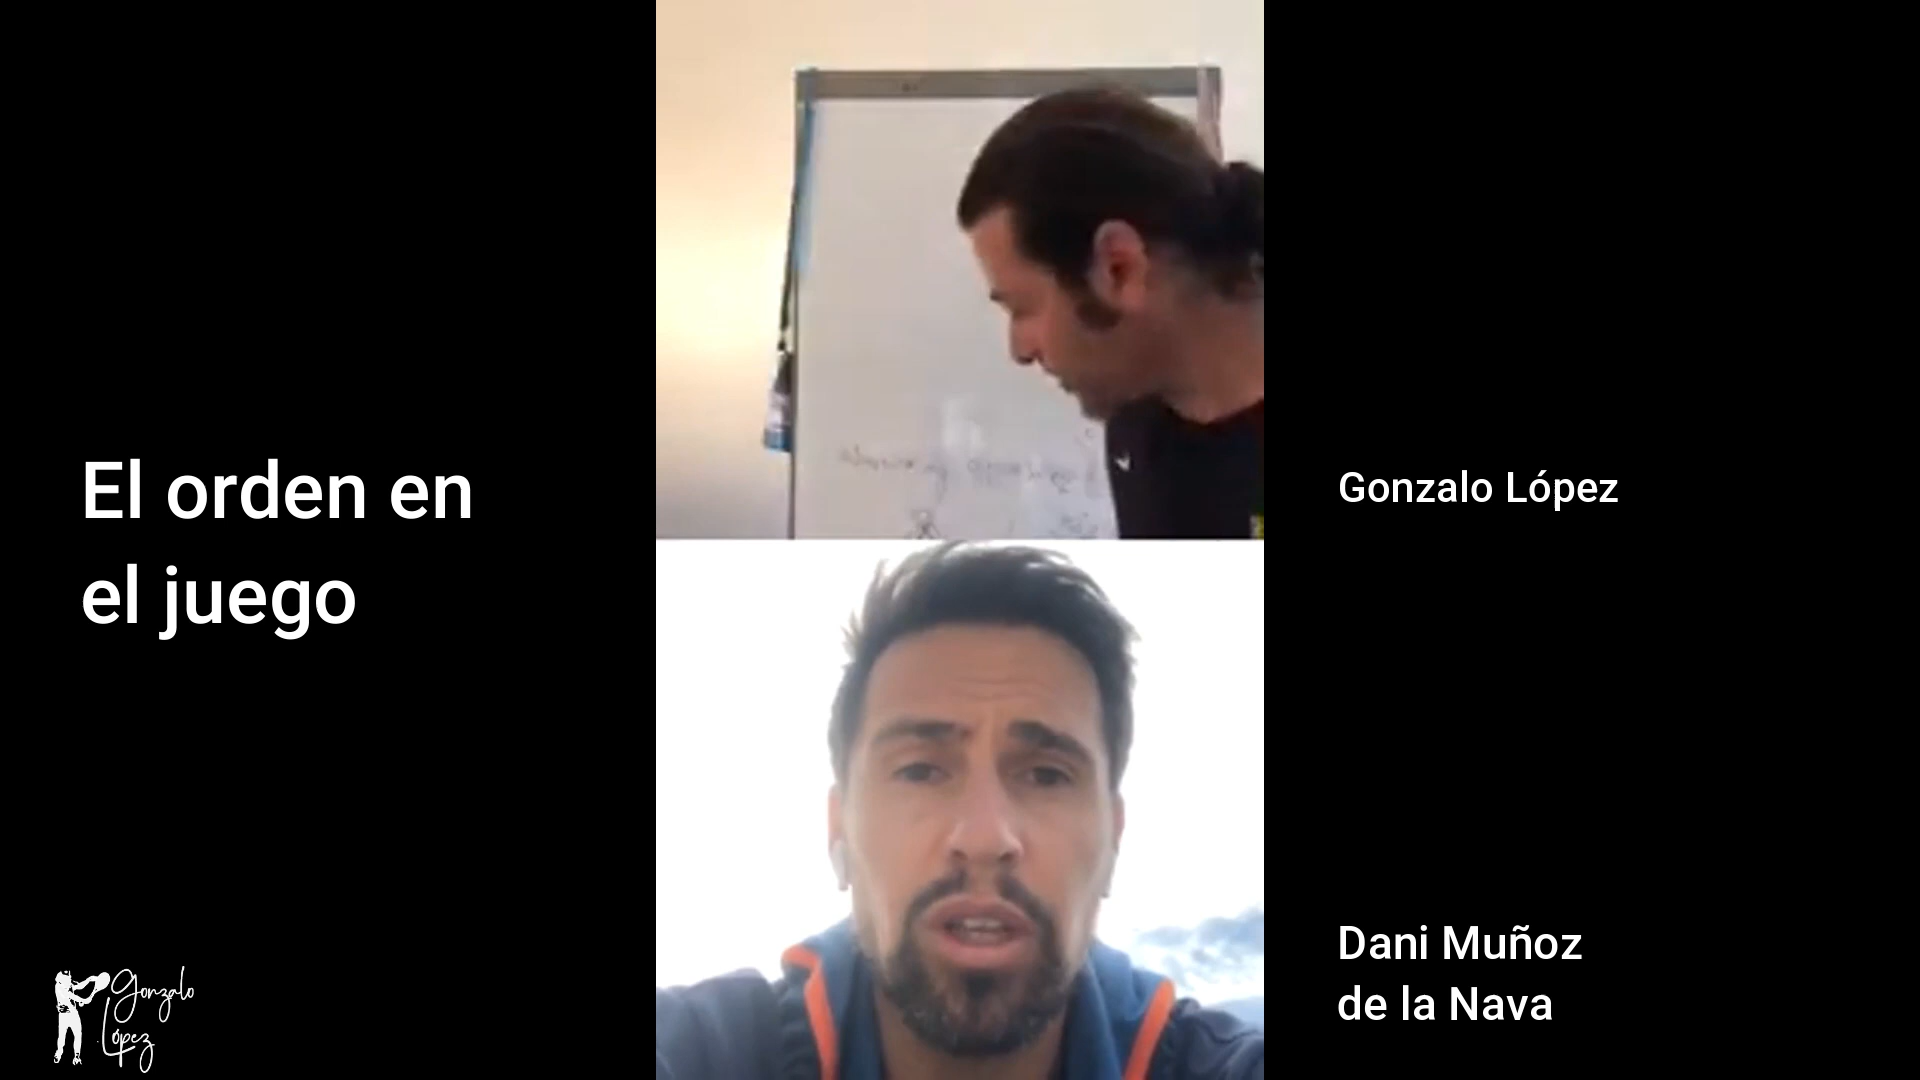 El orden en
el juego
Gonzalo López
Dani Muñoz
de la Nava
Gonzalo
López